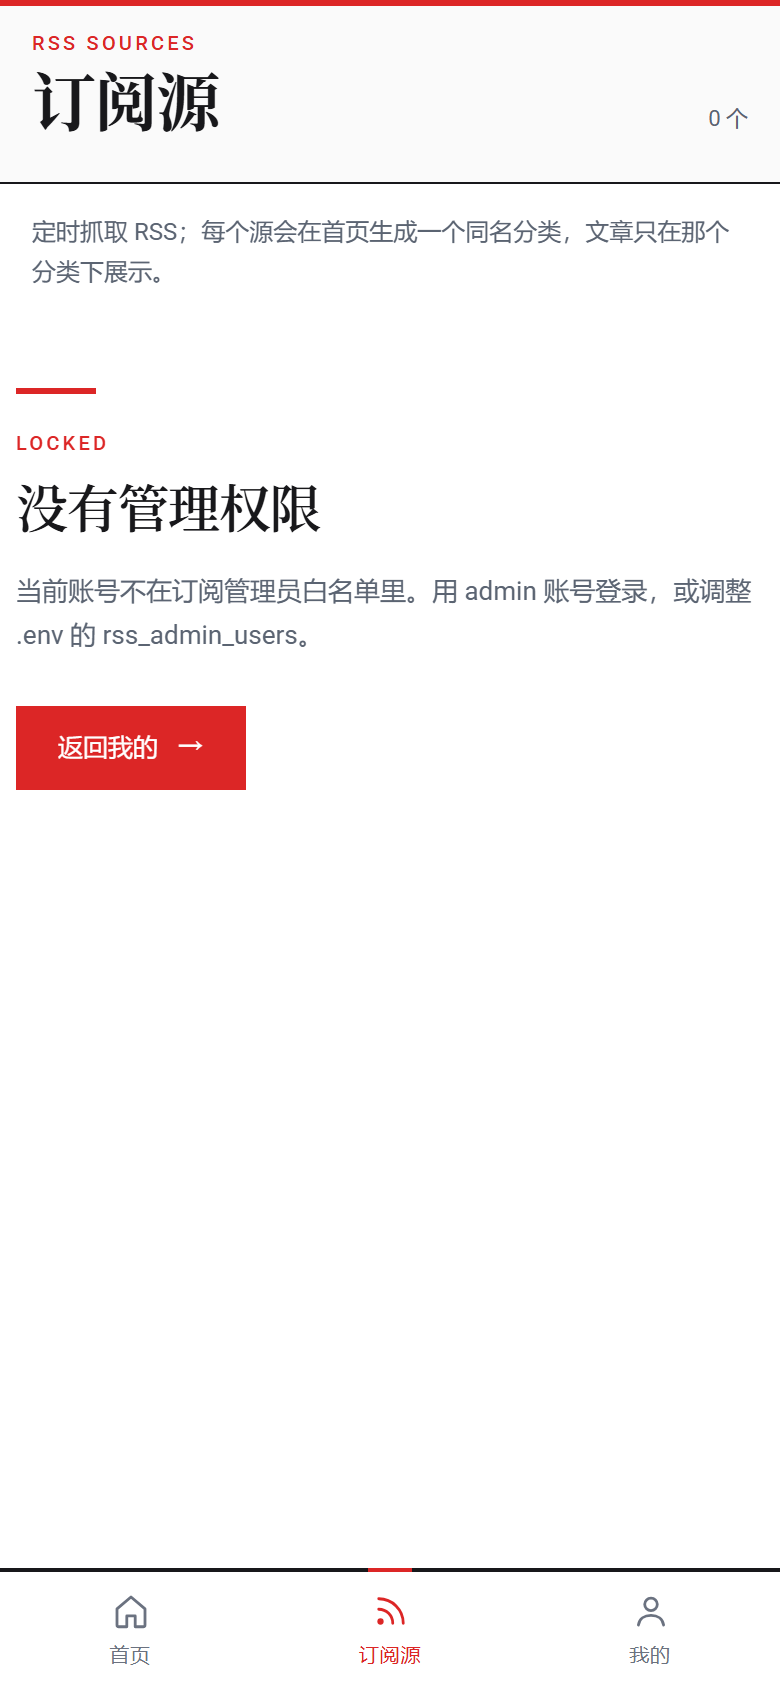 RSS SOURCES
订阅源
0 个
定时抓取 RSS；每个源会在首页生成一个同名分类，文章只在那个
分类下展示。
LOCKED
没有管理权限
当前账号不在订阅管理员白名单里。用 admin 账号登录，或调整
.env 的 rss_admin_users。
返回我的 →
首页
订阅源
我的